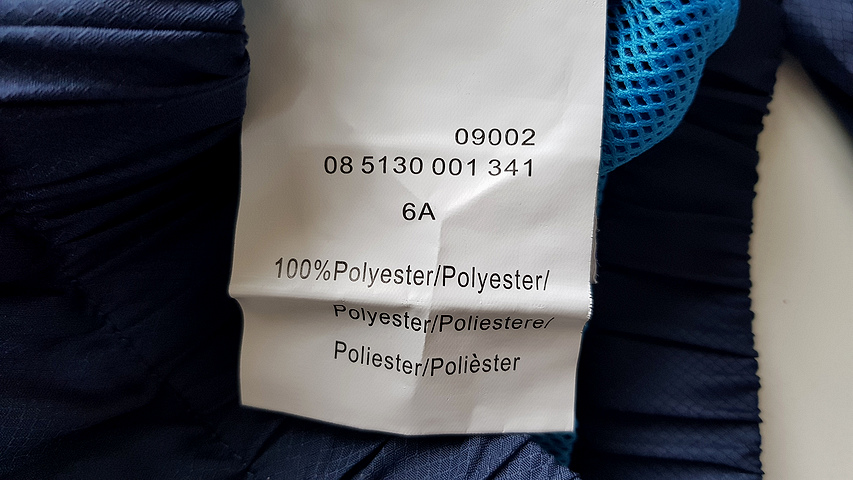 09002
08 5130 001 341
6A
100%Polyester/Polyester/
Polyester/Poliestere/
Poliester/Polièster